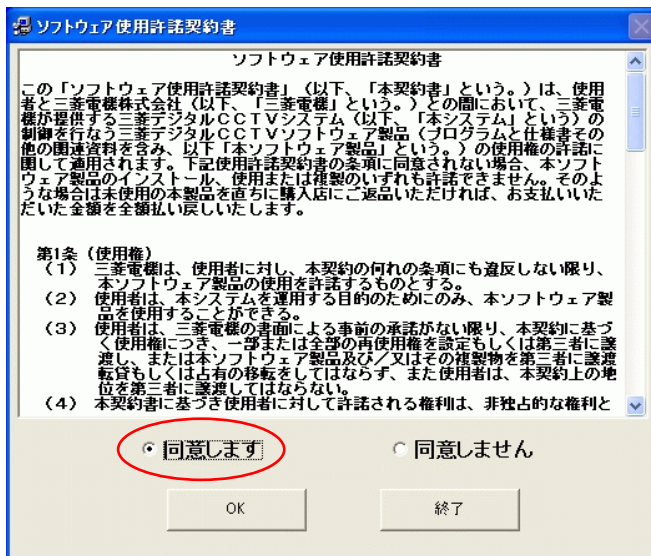 ソフトウェア使用許諾契約書
ソフトウェア使用許諾契約書
この「ソフトウェア使用許諾契約書」（以下、「本契約書」という。）は、使用
者と三菱電機株式会社（以下、「三菱電機」という。）との間において、三菱電
機が提供する三菱デジタルＣＣＴＶシステム（以下、「本システム」という）の
制御を行なう三菱デジタルＣＣＴＶソフトウェア製品（プログラムと仕様書その
他の関連資料を含み、以下「本ソフトウェア製品」という。）の使用権の許諾に
関して適用されます。下記使用許諾契約書の条項に同意されない場合、本ソフト
ウェア製品のインストール、使用または複製のいずれも許諾できません。そのよ
うな場合は未使用の本製品を直ちに購入店にご返品いただければ、お支払いいた
だいた金額を全額払い戻しいたします。
第1条（使用権）
（１） 三菱電機は、使用者に対し、本契約の何れの条項にも違反しない限り、
本ソフトウェア製品の使用を許諾するものとする。
（２） 使用者は、本システムを運用する目的のためにのみ、本ソフトウェア製
品を使用することができる。
（３） 使用者は、三菱電機の書面による事前の承諾がない限り、本契約に基づ
く使用権につき、一部または全部の再使用権を設定もしくは第三者に譲
渡し、または本ソフトウェア製品及び／又はその複製物を第三者に譲渡
転貸もしくは占有の移転をしてはならず、また使用者は、本契約上の地
位を第三者に譲渡してはならない。
（４） 本契約書に基づき使用者に対して許諾される権利は、非独占的な権利と
同意します 同意しません
OK 終了